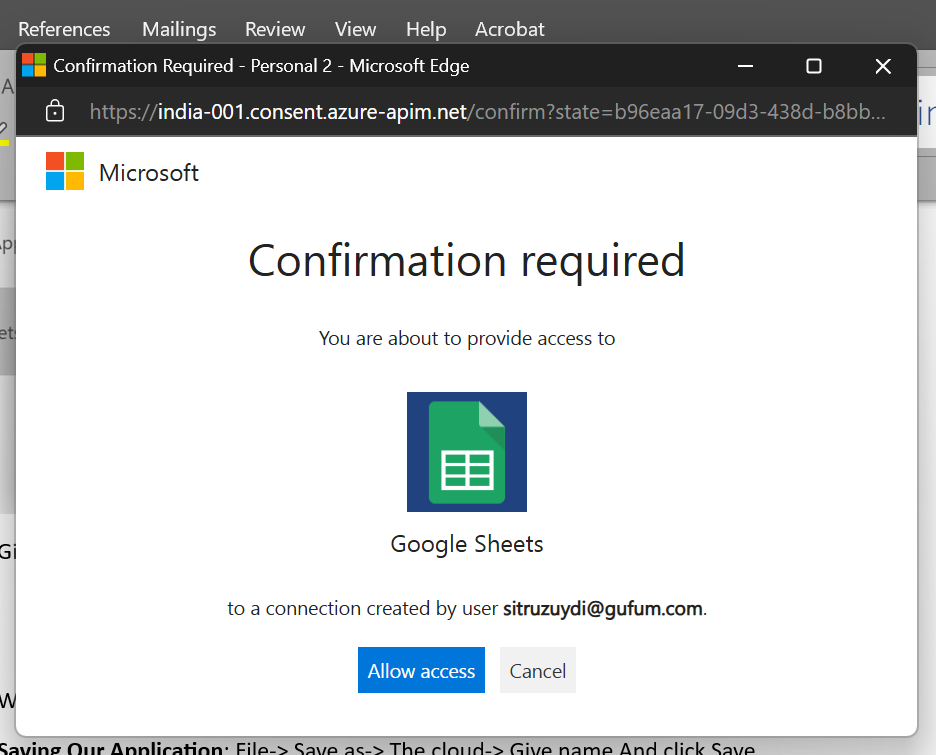 References Mailings Review View Help Acrobat
Confirmation Required - Personal 2 - Microsoft Edge
https://india-001.consent.azure-apim.net/confirm?state=b96eaa17-09d3-438d-b8bb...
Microsoft
Confirmation required
You are about to provide access to
Google Sheets
to a connection created by user sitruzuydi@gufum.com.
Allow access Cancel
Saving Our Application: File-> Save as-> The cloud-> Give name And click Save